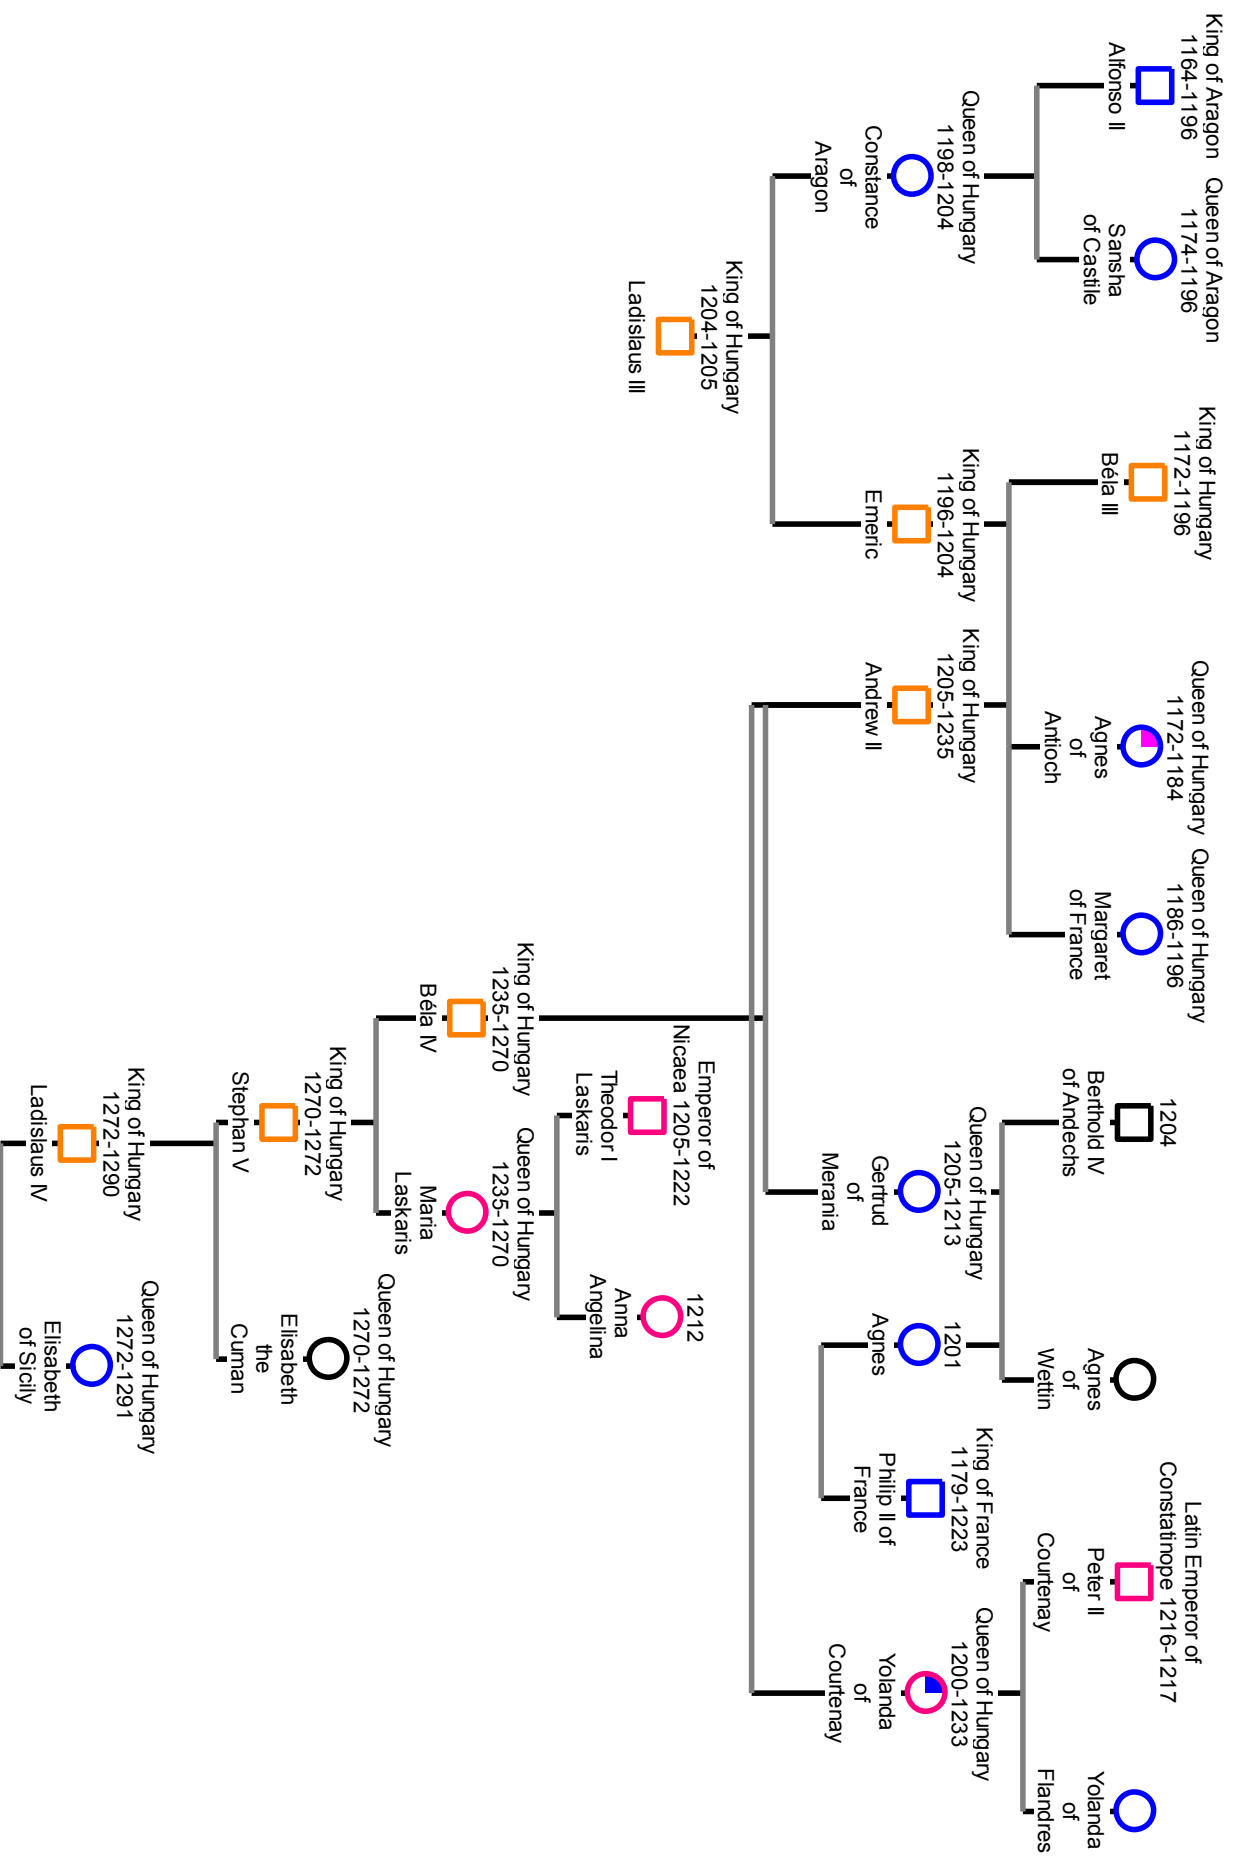 King of Aragon
1164-1196
Alfonso II
Queen of Aragon
1174-1196
Sansha
of Castile
King of Hungary
1172-1196
Béla III
Queen of Hungary
1172-1184
Agnes
of
Antioch
Queen of Hungary
1186-1196
Margaret
of France
1204
Berthold IV
of Andechs
Agnes
of
Wettin
Latin Emperor of
Constatinope 1216-1217
Peter II
of
Courtenay
Yolanda
of
Flandres
Queen of Hungary
1198-1204
Constance
of
Aragon
King of Hungary
1196-1204
Emeric
King of Hungary
1205-1235
Andrew II
Queen of Hungary
1205-1213
Gertrud
of
Merania
1201
Agnes
King of France
1179-1223
Philip II of
France
Queen of Hungary
1200-1233
Yolanda
of
Courtenay
King of Hungary
1204-1205
Ladislaus III
Emperor of
Nicaea 1205-1222
Theodor I
Laskaris
1212
Anna
Angelina
King of Hungary
1235-1270
Béla IV
Queen of Hungary
1235-1270
Maria
Laskaris
King of Hungary
1270-1272
Stephan V
Queen of Hungary
1270-1272
Elisabeth
the
Cuman
King of Hungary
1272-1290
Ladislaus IV
Queen of Hungary
1272-1291
Elisabeth
of Sicily